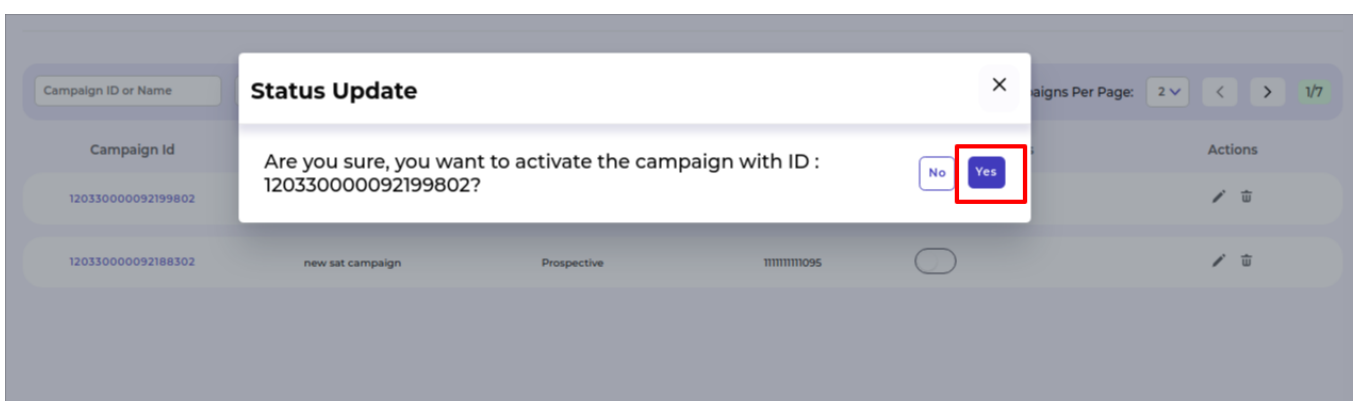 Status Update
Campaign ID or Name
aigns Per Page: 2 1/7
Campaign Id
Actions
Are you sure, you want to activate the campaign with ID :
120330000092199802?
No Yes
120330000092199802
120330000092188302 new sat campaign Prospective